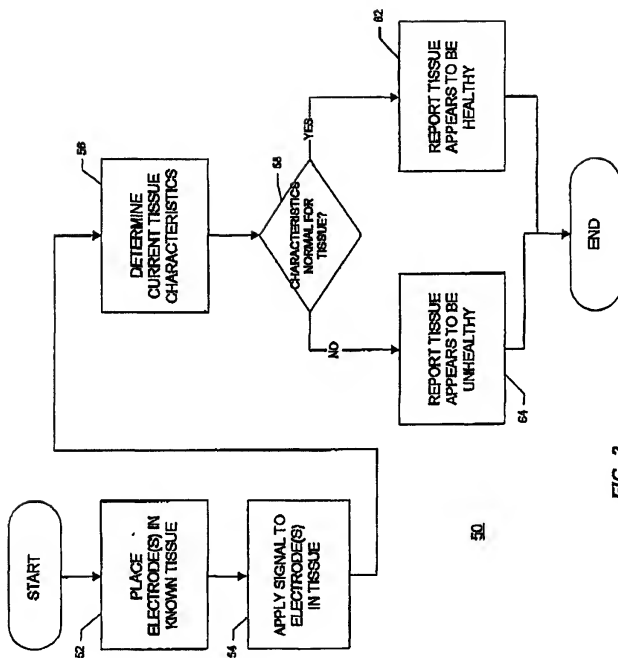 START
52
PLACE
ELECTRODE(S) IN
KNOWN TISSUE
54
APPLY SIGNAL TO
ELECTRODE(S)
IN TISSUE
56
DETERMINE
CURRENT TISSUE
CHARACTERISTICS
58
CHARACTERISTICS
NORMAL FOR
TISSUE?
NO
YES
64
REPORT TISSUE
APPEARS TO BE
UNHEALTHY
62
REPORT TISSUE
APPEARS TO BE
HEALTHY
END
50
FIG.